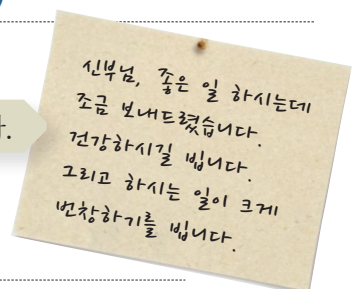 신부님, 좋은 일 하시는데
조금 보내드렸습니다.
건강하시길 빕니다.
그리고 하시는 일이 크게
번창하기를 빕니다.
다.